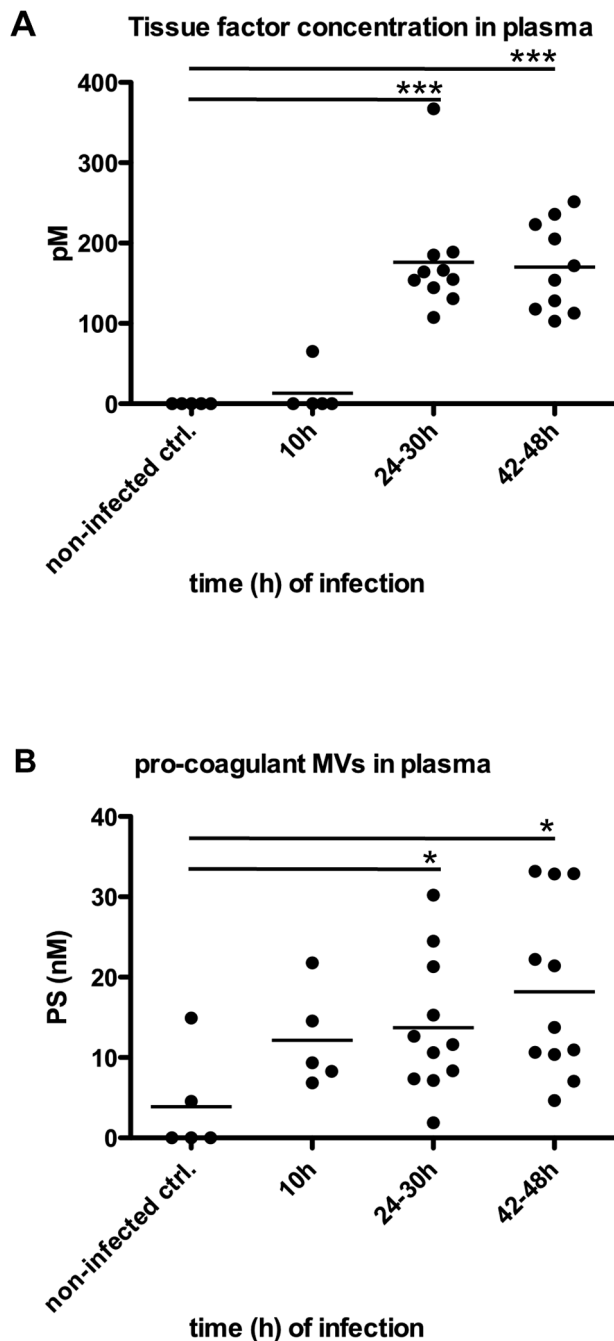 A Tissue factor concentration in plasma
***
***
400
300
200
100
0
pM
non-infected ctrl.
10h
24-30h
42-48h
time (h) of infection
B pro-coagulant MVs in plasma
*
*
40
30
20
10
0
PS (nM)
non-infected ctrl.
10h
24-30h
42-48h
time (h) of infection